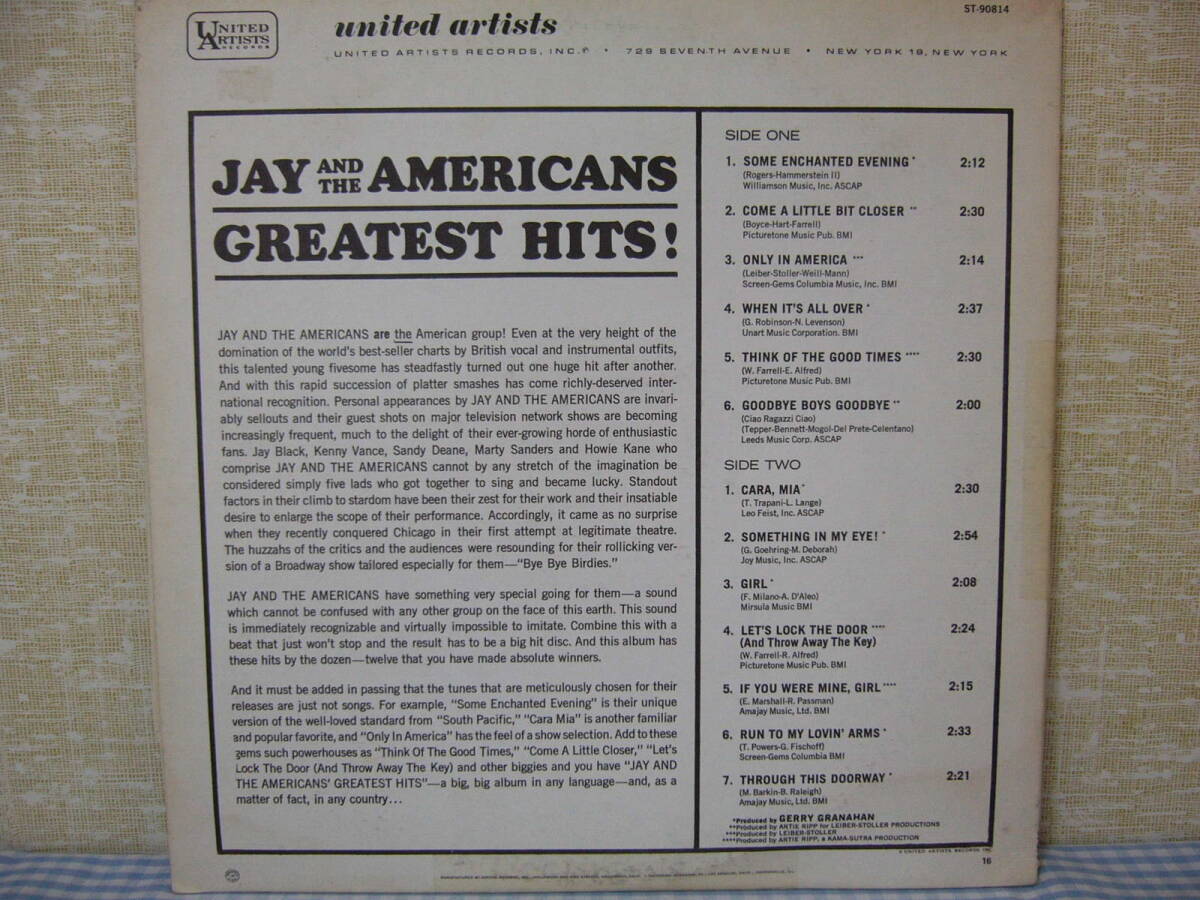 UNITED
ARTISTS
RECORDS
united artists
ST-90814
UNITED ARTISTS RECORDS, INC. • 729 SEVENTH AVENUE • NEW YORK 19, NEW YORK
JAY AND THE AMERICANS
GREATEST HITS!
JAY AND THE AMERICANS are the American group! Even at the very height of the
domination of the world's best-seller charts by British vocal and instrumental outfits,
this talented young fivesome has steadfastly turned out one huge hit after another.
And with this rapid succession of platter smashes has come richly-deserved inter-
national recognition. Personal appearances by JAY AND THE AMERICANS are invari-
ably sellouts and their guest shots on major television network shows are becoming
increasingly frequent, much to the delight of their ever-growing horde of enthusiastic
fans. Jay Black, Kenny Vance, Sandy Deane, Marty Sanders and Howie Kane who
comprise JAY AND THE AMERICANS cannot by any stretch of the imagination be
considered simply five lads who got together to sing and became lucky. Standout
factors in their climb to stardom have been their zest for their work and their insatiable
desire to enlarge the scope of their performance. Accordingly, it came as no surprise
when they recently conquered Chicago in their first attempt at legitimate theatre.
The huzzahs of the critics and the audiences were resounding for their rollicking ver-
sion of a Broadway show tailored especially for them—"Bye Bye Birdies."
JAY AND THE AMERICANS have something very special going for them—a sound
which cannot be confused with any other group on the face of this earth. This sound
is immediately recognizable and virtually impossible to imitate. Combine this with a
beat that just won't stop and the result has to be a big hit disc. And this album has
these hits by the dozen—twelve that you have made absolute winners.
And it must be added in passing that the tunes that are meticulously chosen for their
releases are just not songs. For example, "Some Enchanted Evening" is their unique
version of the well-loved standard from "South Pacific," "Cara Mia" is another familiar
and popular favorite, and "Only In America" has the feel of a show selection. Add to these
gems such powerhouses as "Think Of The Good Times," "Come A Little Closer," "Let's
Lock The Door (And Throw Away The Key) and other biggies and you have "JAY AND
THE AMERICANS' GREATEST HITS"—a big, big album in any language—and, as a
matter of fact, in any country...
SIDE ONE
1. SOME ENCHANTED EVENING* 2:12
(Rogers-Hammerstein II)
Williamson Music, Inc. ASCAP
2. COME A LITTLE BIT CLOSER ** 2:30
(Boyce-Hart-Farrell)
Picturetone Music Pub. BMI
3. ONLY IN AMERICA *** 2:14
(Leiber-Stoller-Weill-Mann)
Screen-Gems Columbia Music, Inc. BMI
4. WHEN IT'S ALL OVER* 2:37
(G. Robinson-N. Levenson)
Unart Music Corporation. BMI
5. THINK OF THE GOOD TIMES **** 2:30
(W. Farrell-E. Alfred)
Picturetone Music Pub. BMI
6. GOODBYE BOYS GOODBYE ** 2:00
(Ciao Ragazzi Ciao)
(Tepper-Bennett-Mogol-Del Prete-Celentano)
Leeds Music Corp. ASCAP
SIDE TWO
1. CARA, MIA* 2:30
(T. Trapani-L. Lange)
Leo Feist, Inc. ASCAP
2. SOMETHING IN MY EYE! * 2:54
(G. Goehring-M. Deborah)
Joy Music, Inc. ASCAP
3. GIRL * 2:08
(F. Milano-A. D'Aleo)
Mirsula Music BMI
4. LET'S LOCK THE DOOR **** 2:24
(And Throw Away The Key)
(W. Farrell-R. Alfred)
Picturetone Music Pub. BMI
5. IF YOU WERE MINE, GIRL **** 2:15
(E. Marshall-R. Passman)
Amajay Music, Ltd. BMI
6. RUN TO MY LOVIN' ARMS * 2:33
(T. Powers-G. Fischoff)
Screen-Gems Columbia BMI
7. THROUGH THIS DOORWAY * 2:21
(M. Barkin-B. Raleigh)
Amajay Music, Ltd. BMI
*Produced by GERRY GRANAHAN
**Produced by ARTIE RIPP for LEIBER-STOLLER PRODUCTIONS
***Produced by LEIBER-STOLLER
****Produced by ARTIE RIPP, a KAMA-SUTRA PRODUCTION
© UNITED ARTISTS RECORDS, INC.
16